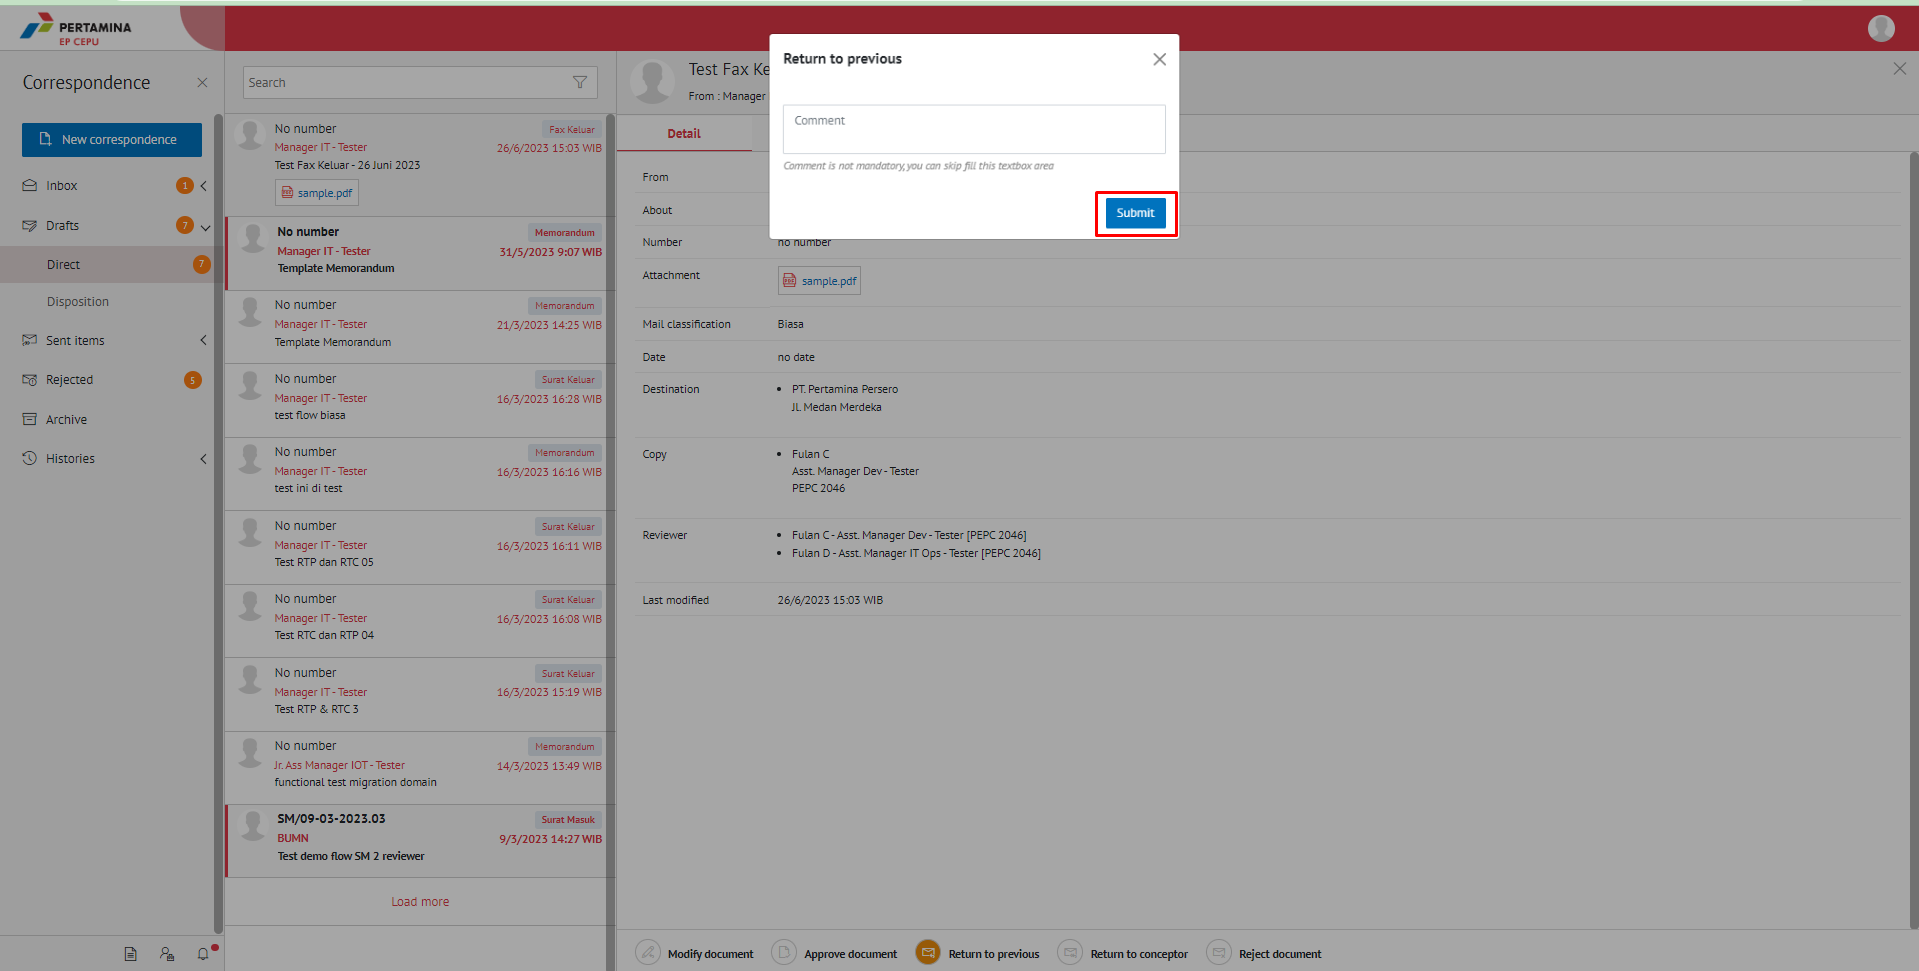 PERTAMINA
EP CEPU
Correspondence
New correspondence
Inbox 1
Drafts 7
Direct 7
Disposition
Sent items
Rejected 5
Archive
Histories
Search
No number Fax Keluar
Manager IT - Tester 26/6/2023 15:03 WIB
Test Fax Keluar - 26 Juni 2023
sample.pdf
No number Memorandum
Manager IT - Tester 31/5/2023 9:07 WIB
Template Memorandum
No number Memorandum
Manager IT - Tester 21/3/2023 14:25 WIB
Template Memorandum
No number Surat Keluar
Manager IT - Tester 16/3/2023 16:28 WIB
test flow biasa
No number Memorandum
Manager IT - Tester 16/3/2023 16:16 WIB
test ini di test
No number Surat Keluar
Manager IT - Tester 16/3/2023 16:11 WIB
Test RTP dan RTC 05
No number Surat Keluar
Manager IT - Tester 16/3/2023 16:08 WIB
Test RTC dan RTP 04
No number Surat Keluar
Manager IT - Tester 16/3/2023 15:19 WIB
Test RTP & RTC 3
No number Memorandum
Jr. Ass Manager IOT - Tester 14/3/2023 13:49 WIB
functional test migration domain
SM/09-03-2023.03 Surat Masuk
BUMN 9/3/2023 14:27 WIB
Test demo flow SM 2 reviewer
Load more
Test Fax Ke
From : Manager
Detail
Return to previous
Comment
Comment is not mandatory, you can skip fill this textbox area
Submit
From
About
Number no number
Attachment sample.pdf
Mail classification Biasa
Date no date
Destination • PT. Pertamina Persero
Jl. Medan Merdeka
Copy • Fulan C
Asst. Manager Dev - Tester
PEPC 2046
Reviewer • Fulan C - Asst. Manager Dev - Tester [PEPC 2046]
• Fulan D - Asst. Manager IT Ops - Tester [PEPC 2046]
Last modified 26/6/2023 15:03 WIB
Modify document Approve document Return to previous Return to conceptor Reject document